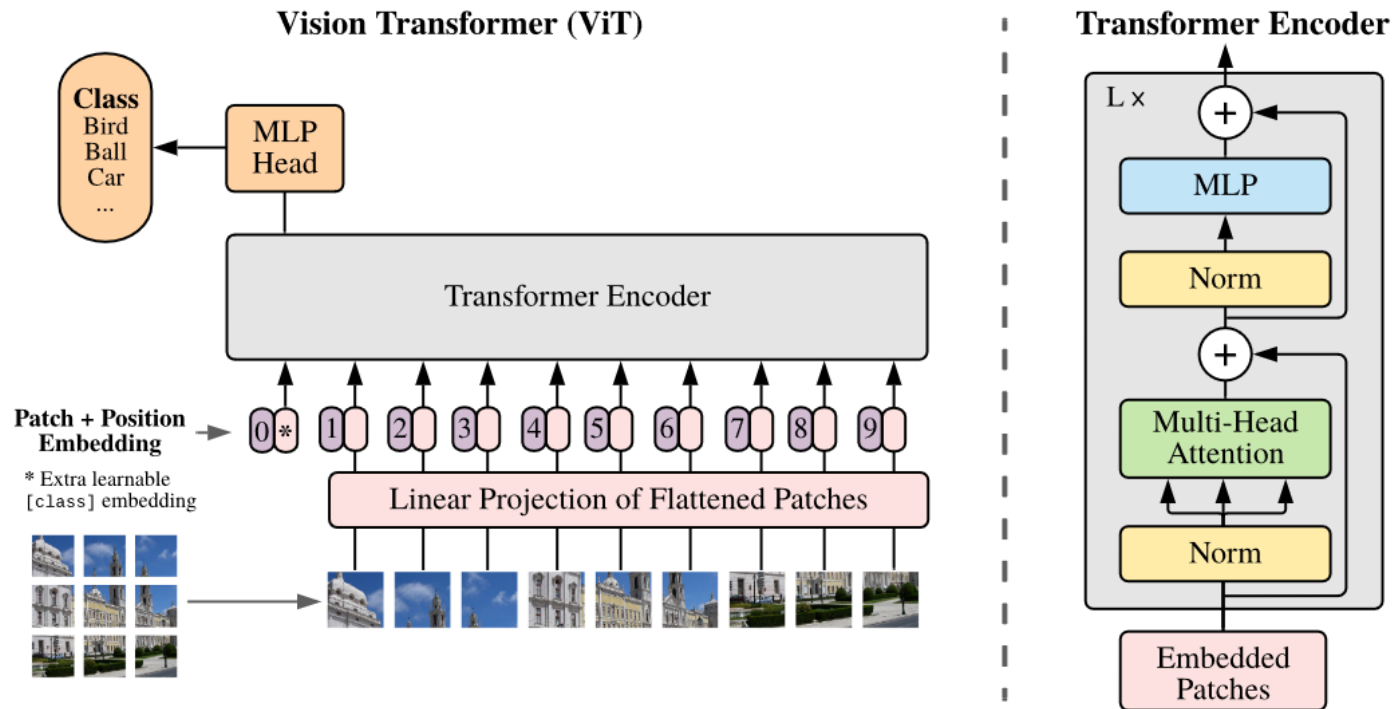 Vision Transformer (ViT)
Class
Bird
Ball
Car
...
MLP
Head
Transformer Encoder
Patch + Position
Embedding
0 * 1 2 3 4 5 6 7 8 9
* Extra learnable
[class] embedding
Linear Projection of Flattened Patches
Transformer Encoder
L ×
+
MLP
Norm
+
Multi-Head
Attention
Norm
Embedded
Patches